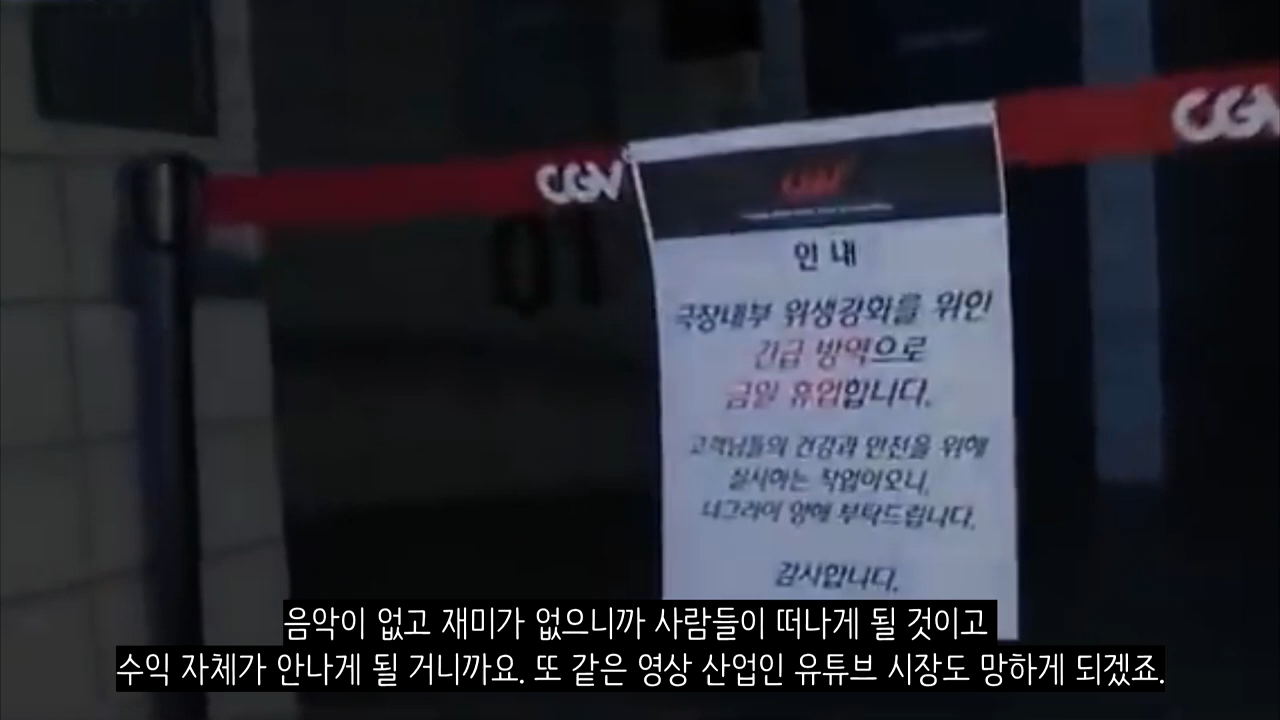 CGV
CGV
01
안 내
극장내부 위생강화를 위한
긴급 방역으로
금일 휴업합니다.
고객님들의 건강과 안전을 위해
실시하는 작업이오니,
너그러이 양해 부탁드립니다.
감사합니다.
음악이 없고 재미가 없으니까 사람들이 떠나게 될 것이고
수익 자체가 안나게 될 거니까요. 또 같은 영상 산업인 유튜브 시장도 망하게 되겠죠.